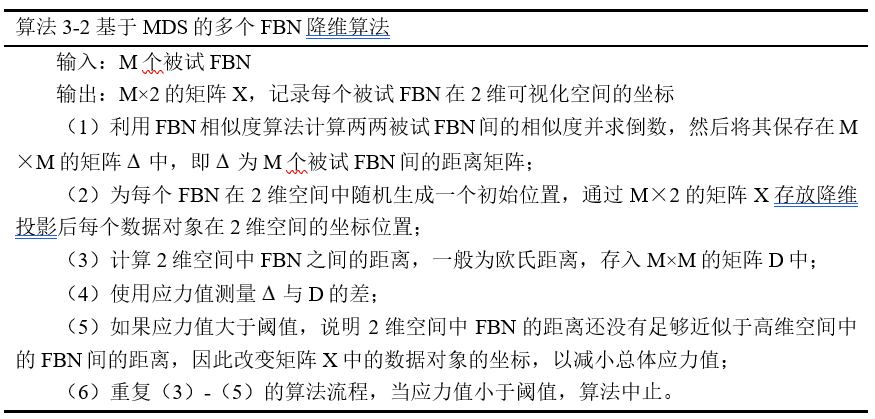 算法 3-2 基于 MDS 的多个 FBN 降维算法
输入：M 个被试 FBN
输出：M×2 的矩阵 X，记录每个被试 FBN 在 2 维可视化空间的坐标
（1）利用 FBN 相似度算法计算两两被试 FBN 间的相似度并求倒数，然后将其保存在 M
×M 的矩阵 Δ 中，即 Δ 为 M 个被试 FBN 间的距离矩阵；
（2）为每个 FBN 在 2 维空间中随机生成一个初始位置，通过 M×2 的矩阵 X 存放降维
投影后每个数据对象在 2 维空间的坐标位置；
（3）计算 2 维空间中 FBN 之间的距离，一般为欧氏距离，存入 M×M 的矩阵 D 中；
（4）使用应力值测量 Δ 与 D 的差；
（5）如果应力值大于阈值，说明 2 维空间中 FBN 的距离还没有足够近似于高维空间中
的 FBN 间的距离，因此改变矩阵 X 中的数据对象的坐标，以减小总体应力值；
（6）重复（3）-（5）的算法流程，当应力值小于阈值，算法中止。